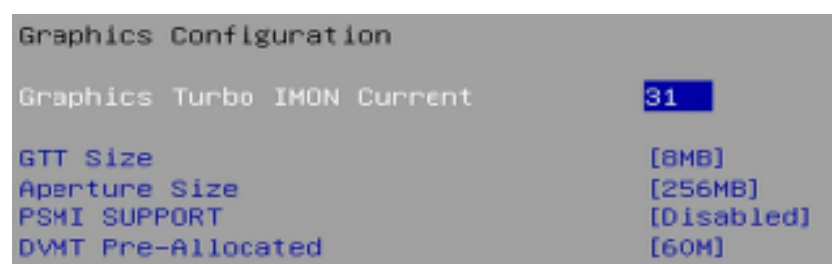 Graphics Configuration
Graphics Turbo IMON Current 31
GTT Size [8MB]
Aperture Size [256MB]
PSMI SUPPORT [Disabled]
DVMT Pre-Allocated [60M]